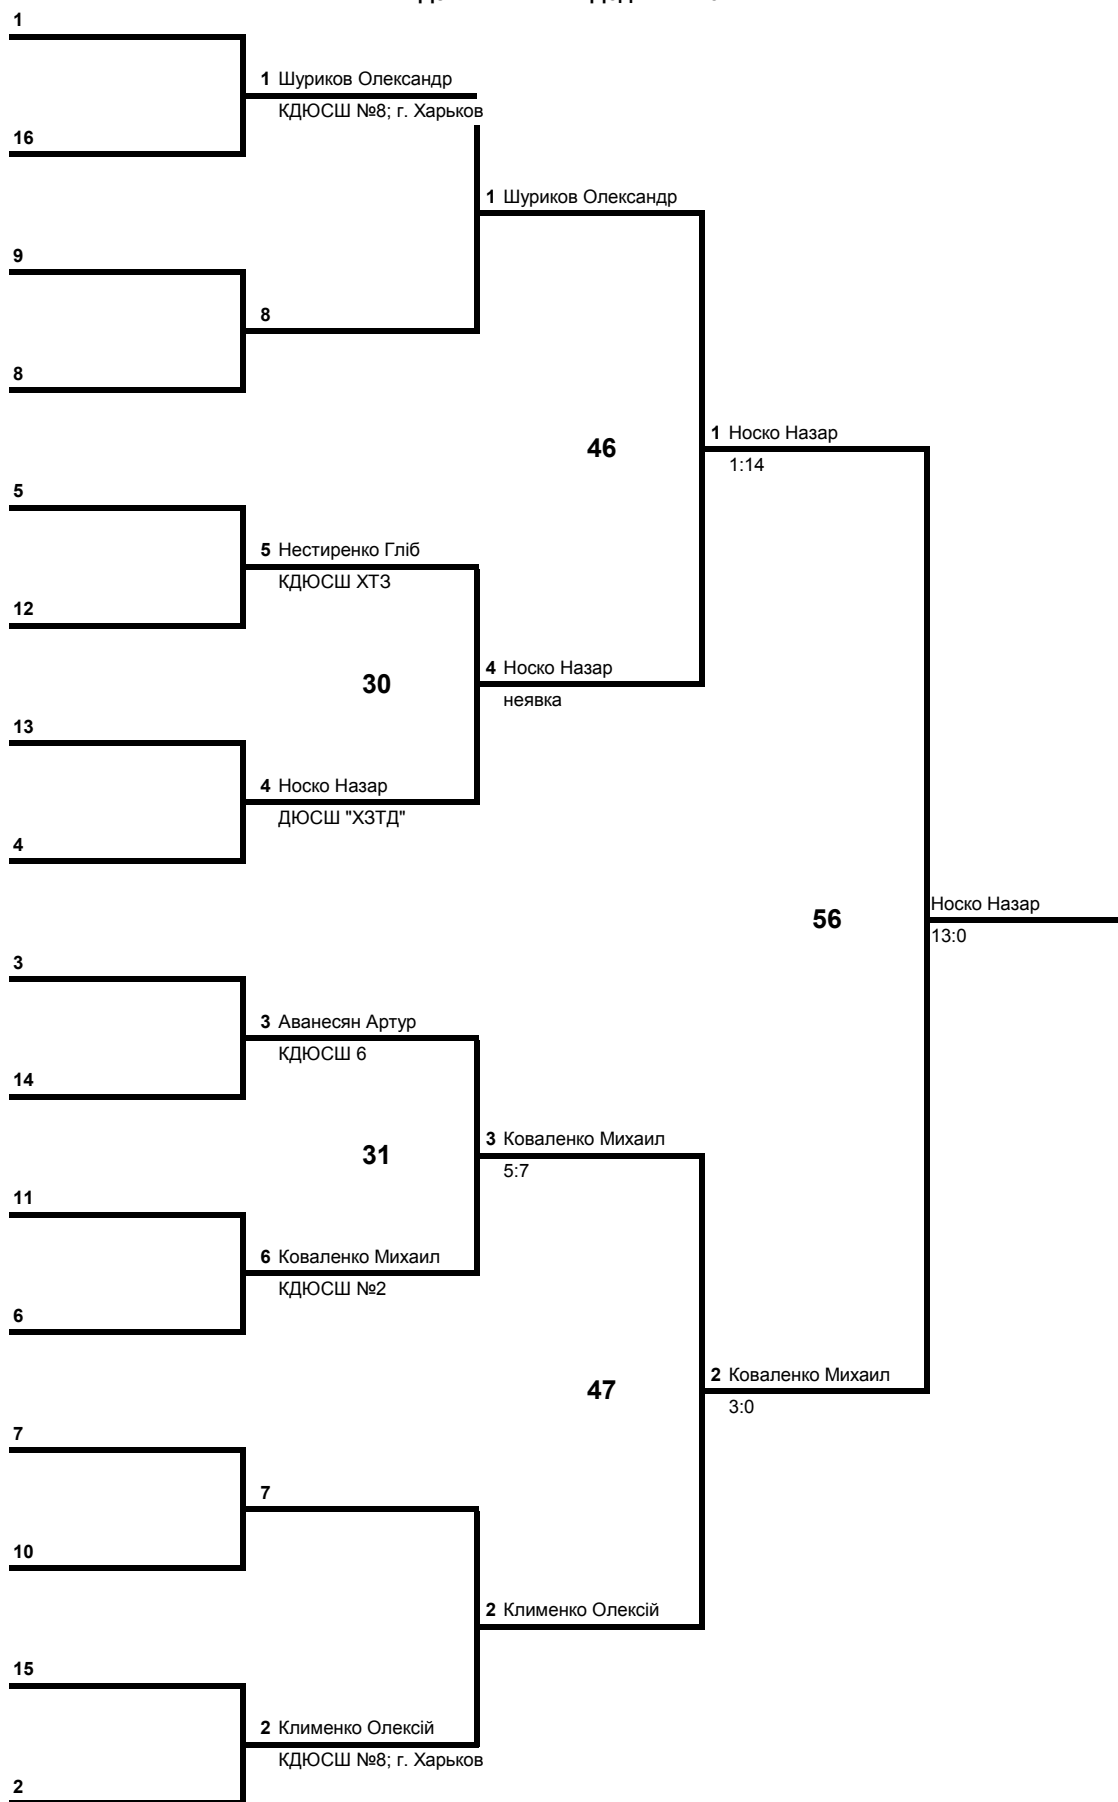 1
1 Шуриков Олександр
КДЮСШ №8; г. Харьков
16
1 Шуриков Олександр
9
8
8
46
1 Носко Назар
1:14
5
5 Нестиренко Гліб
КДЮСШ ХТЗ
12
4 Носко Назар
30
неявка
13
4 Носко Назар
ДЮСШ "ХЗТД"
4
Носко Назар
56
13:0
3
3 Аванесян Артур
КДЮСШ 6
14
3 Коваленко Михаил
31
5:7
11
6 Коваленко Михаил
КДЮСШ №2
6
2 Коваленко Михаил
47
3:0
7
7
10
2 Клименко Олексій
15
2 Клименко Олексій
КДЮСШ №8; г. Харьков
2